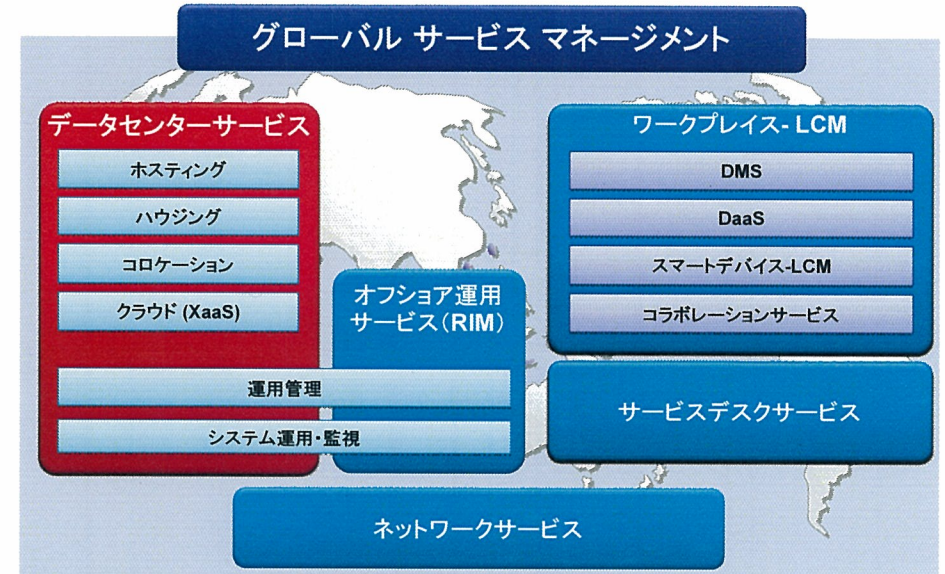 グローバル サービス マネージメント
データセンターサービス
ホスティング
ハウジング
コロケーション
クラウド (XaaS)
オフショア運用
サービス（RIM）
運用管理
システム運用・監視
ワークプレイス- LCM
DMS
DaaS
スマートデバイス-LCM
コラボレーションサービス
サービスデスクサービス
ネットワークサービス